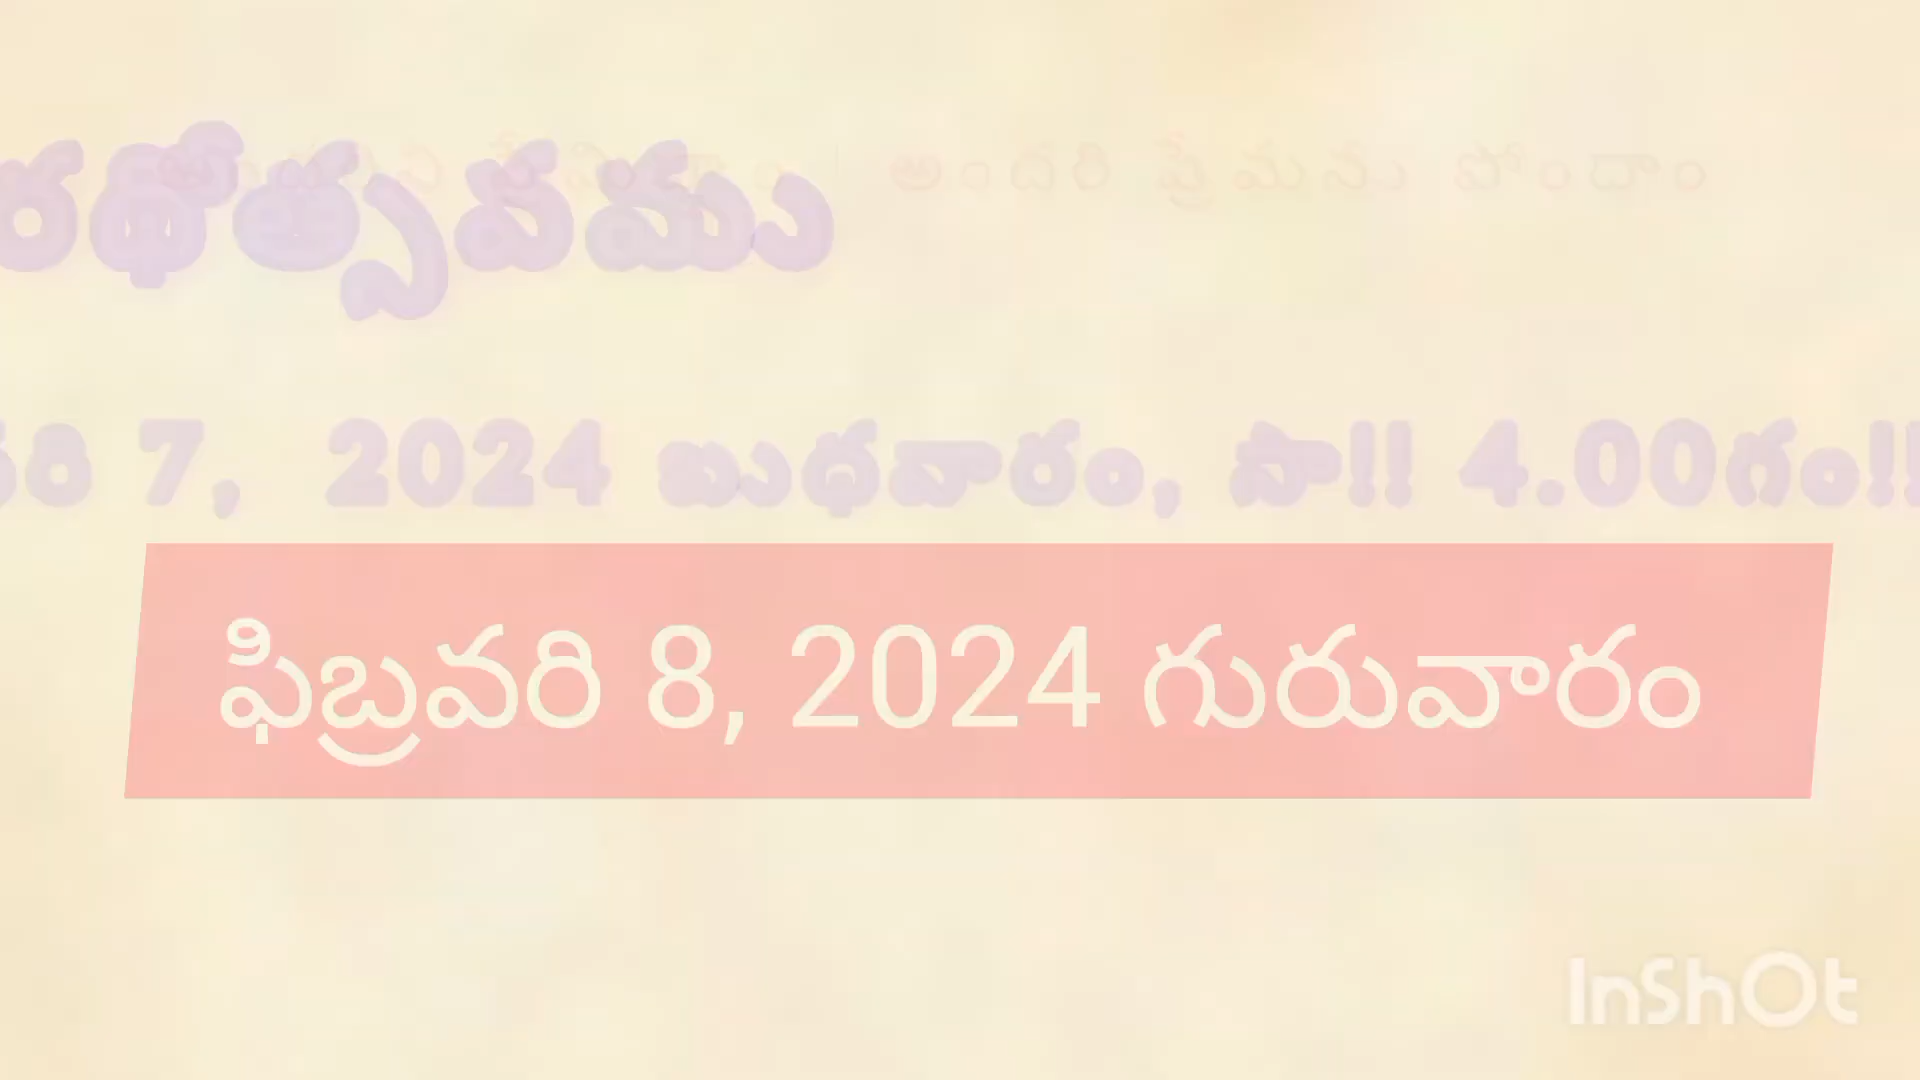 అందరి ప్రేమను పోందాం
రథోత్సవము
రి 7, 2024 బుధవారం, సా!! 4.00గం!!
ఫిబ్రవరి 8, 2024 గురువారం
InShOt